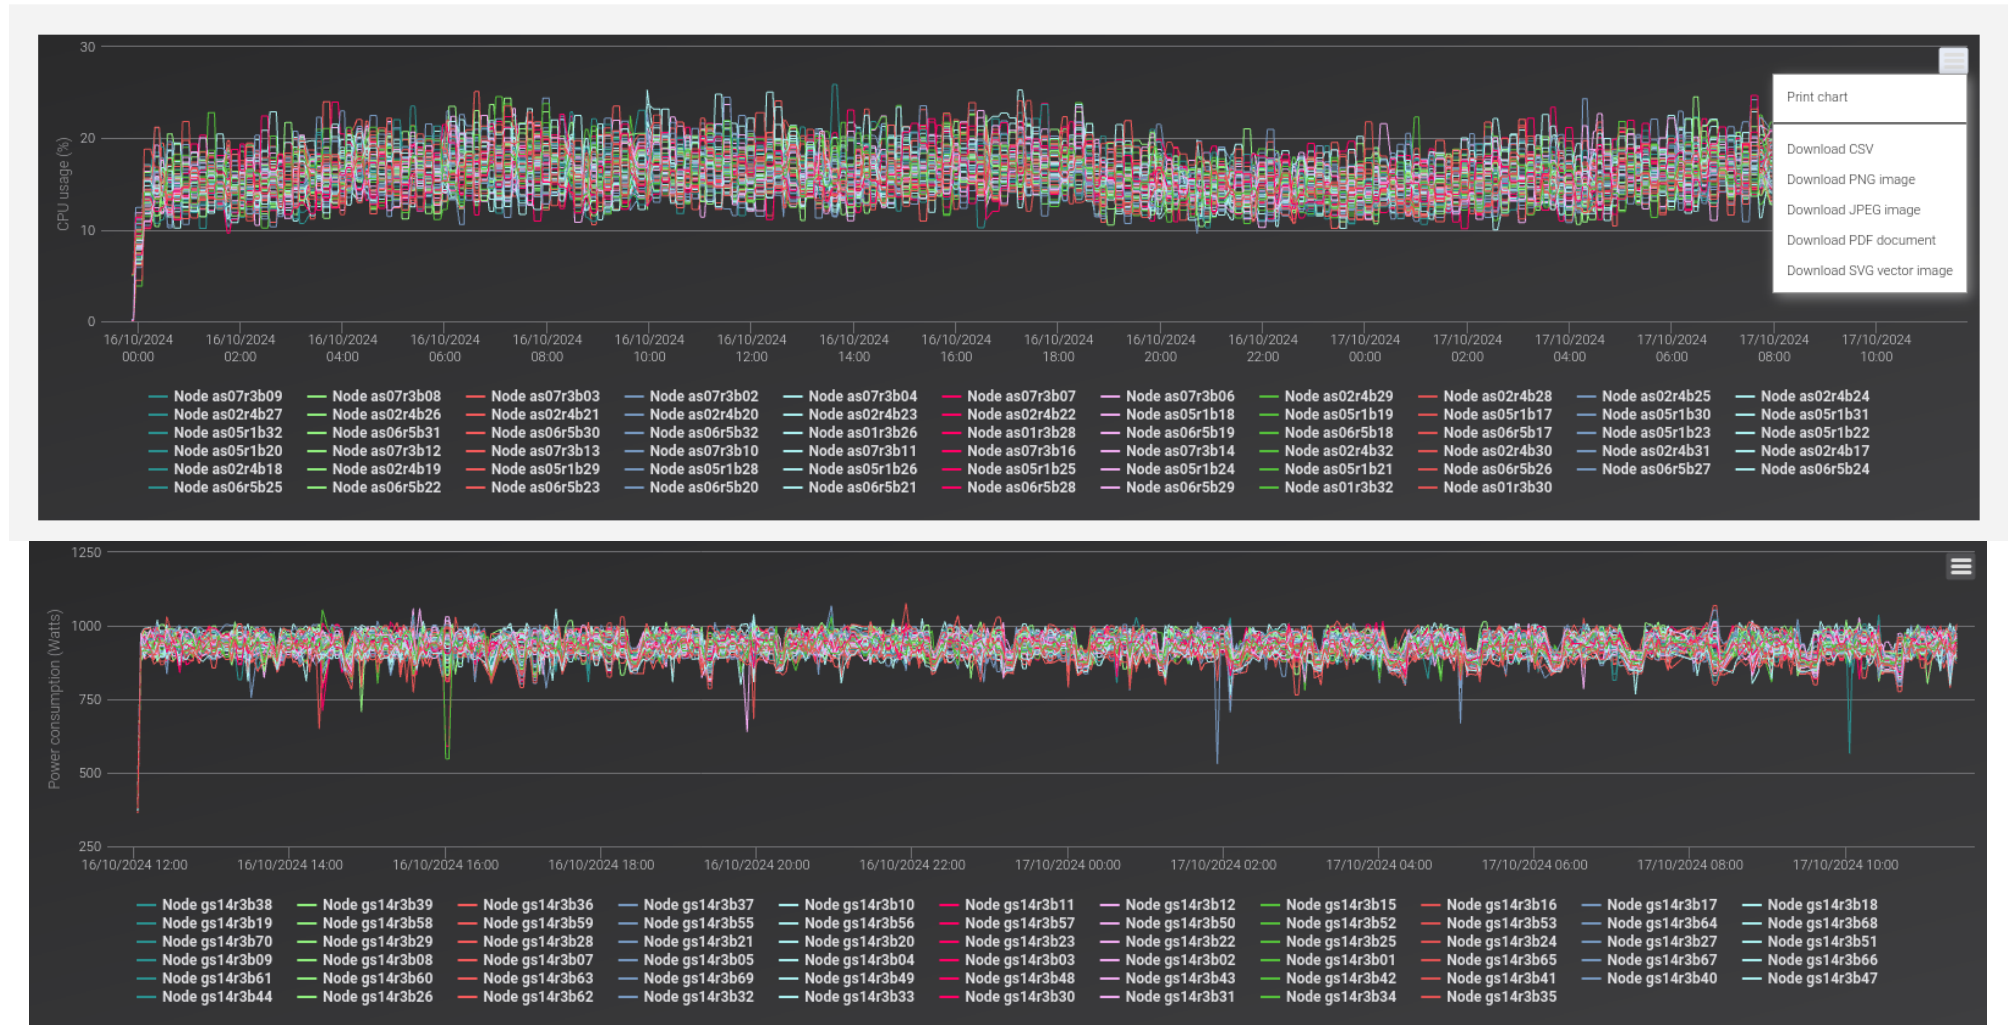 30
20
10
0
CPU usage (%)
Print chart
Download CSV
Download PNG image
Download JPEG image
Download PDF document
Download SVG vector image
16/10/2024 00:00
16/10/2024 02:00
16/10/2024 04:00
16/10/2024 06:00
16/10/2024 08:00
16/10/2024 10:00
16/10/2024 12:00
16/10/2024 14:00
16/10/2024 16:00
16/10/2024 18:00
16/10/2024 20:00
16/10/2024 22:00
17/10/2024 00:00
17/10/2024 02:00
17/10/2024 04:00
17/10/2024 06:00
17/10/2024 08:00
17/10/2024 10:00
Node as07r3b09 Node as07r3b08 Node as07r3b03 Node as07r3b02 Node as07r3b04 Node as07r3b07 Node as07r3b06 Node as02r4b29 Node as02r4b28 Node as02r4b25 Node as02r4b24
Node as02r4b27 Node as02r4b26 Node as02r4b21 Node as02r4b20 Node as02r4b23 Node as02r4b22 Node as05r1b18 Node as05r1b19 Node as05r1b17 Node as05r1b30 Node as05r1b31
Node as05r1b32 Node as06r5b31 Node as06r5b30 Node as06r5b32 Node as01r3b26 Node as01r3b28 Node as06r5b19 Node as06r5b18 Node as06r5b17 Node as05r1b23 Node as05r1b22
Node as05r1b20 Node as07r3b12 Node as07r3b13 Node as07r3b10 Node as07r3b11 Node as07r3b16 Node as07r3b14 Node as02r4b32 Node as02r4b30 Node as02r4b31 Node as02r4b17
Node as02r4b18 Node as02r4b19 Node as05r1b29 Node as05r1b28 Node as05r1b26 Node as05r1b25 Node as05r1b24 Node as05r1b21 Node as06r5b26 Node as06r5b27 Node as06r5b24
Node as06r5b25 Node as06r5b22 Node as06r5b23 Node as06r5b20 Node as06r5b21 Node as06r5b28 Node as06r5b29 Node as01r3b32 Node as01r3b30
1250
1000
750
500
250
Power consumption (Watts)
16/10/2024 12:00 16/10/2024 14:00 16/10/2024 16:00 16/10/2024 18:00 16/10/2024 20:00 16/10/2024 22:00 17/10/2024 00:00 17/10/2024 02:00 17/10/2024 04:00 17/10/2024 06:00 17/10/2024 08:00 17/10/2024 10:00
Node gs14r3b38 Node gs14r3b39 Node gs14r3b36 Node gs14r3b37 Node gs14r3b10 Node gs14r3b11 Node gs14r3b12 Node gs14r3b15 Node gs14r3b16 Node gs14r3b17 Node gs14r3b18
Node gs14r3b19 Node gs14r3b58 Node gs14r3b59 Node gs14r3b55 Node gs14r3b56 Node gs14r3b57 Node gs14r3b50 Node gs14r3b52 Node gs14r3b53 Node gs14r3b64 Node gs14r3b68
Node gs14r3b70 Node gs14r3b29 Node gs14r3b28 Node gs14r3b21 Node gs14r3b20 Node gs14r3b23 Node gs14r3b22 Node gs14r3b25 Node gs14r3b24 Node gs14r3b27 Node gs14r3b51
Node gs14r3b09 Node gs14r3b08 Node gs14r3b07 Node gs14r3b05 Node gs14r3b04 Node gs14r3b03 Node gs14r3b02 Node gs14r3b01 Node gs14r3b65 Node gs14r3b67 Node gs14r3b66
Node gs14r3b61 Node gs14r3b60 Node gs14r3b63 Node gs14r3b69 Node gs14r3b49 Node gs14r3b48 Node gs14r3b43 Node gs14r3b42 Node gs14r3b41 Node gs14r3b40 Node gs14r3b47
Node gs14r3b44 Node gs14r3b26 Node gs14r3b62 Node gs14r3b32 Node gs14r3b33 Node gs14r3b30 Node gs14r3b31 Node gs14r3b34 Node gs14r3b35